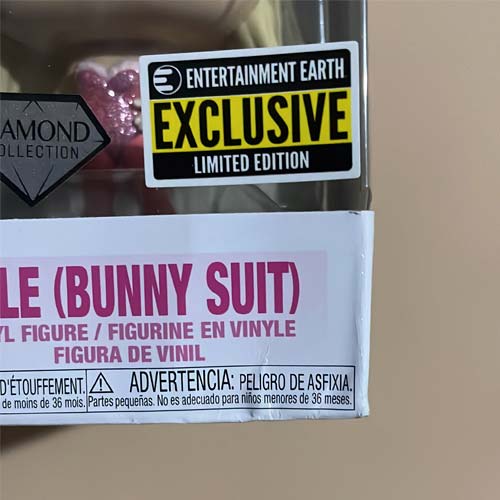 ENTERTAINMENT EARTH
EXCLUSIVE
LIMITED EDITION
AMOND
OLLECTION
LE (BUNNY SUIT)
YL FIGURE / FIGURINE EN VINYLE
FIGURA DE VINIL
D'ÉTOUFFEMENT.
de moins de 36 mois.
ADVERTENCIA: PELIGRO DE ASFIXIA.
Partes pequeñas. No es adecuado para niños menores de 36 meses.